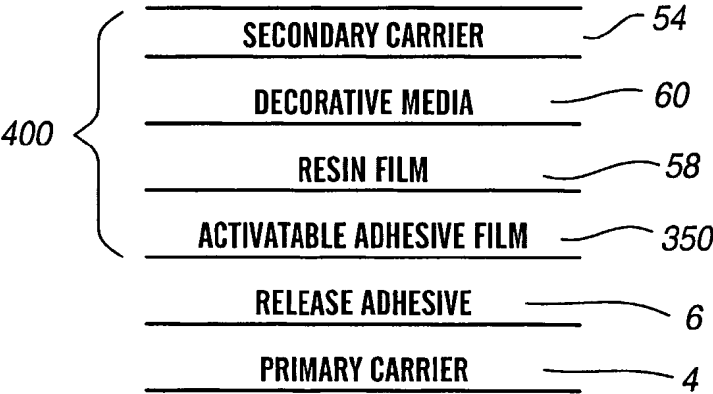 SECONDARY CARRIER 54
DECORATIVE MEDIA 60
400
RESIN FILM 58
ACTIVATABLE ADHESIVE FILM 350
RELEASE ADHESIVE 6
PRIMARY CARRIER 4